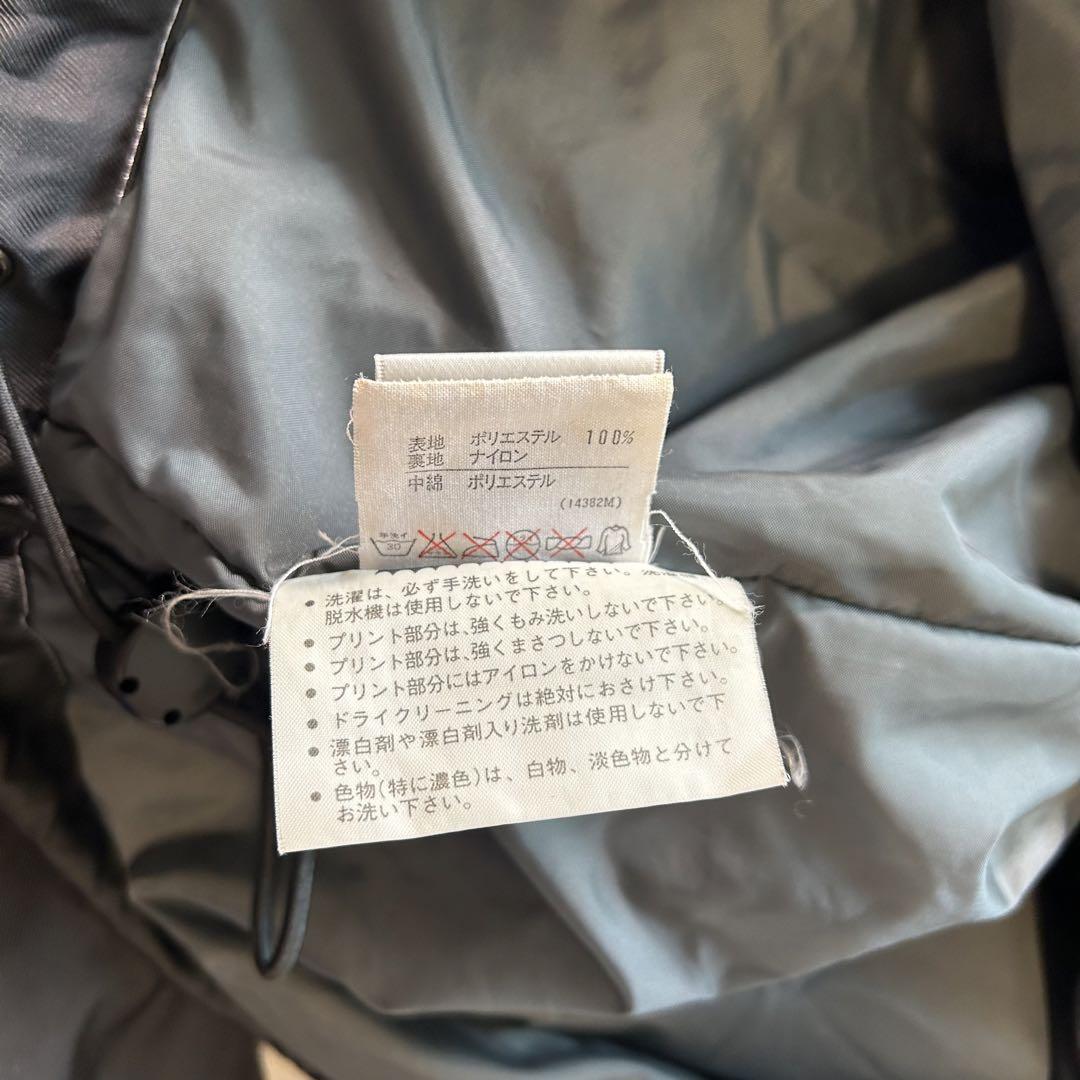 表地 ポリエステル 100%
裏地 ナイロン
中綿 ポリエステル
(14382M)
手洗イ
30
• 洗濯は、必ず手洗いをして下さい。
脱水機は使用しないで下さい。
• プリント部分は、強くもみ洗いしないで下さい。
• プリント部分は、強くまさつしないで下さい。
• プリント部分にはアイロンをかけないで下さい。
• ドライクリーニングは絶対におさけ下さい。
• 漂白剤や漂白剤入り洗剤は使用しないで下
さい。
• 色物(特に濃色)は、白物、淡色物と分けて
お洗い下さい。